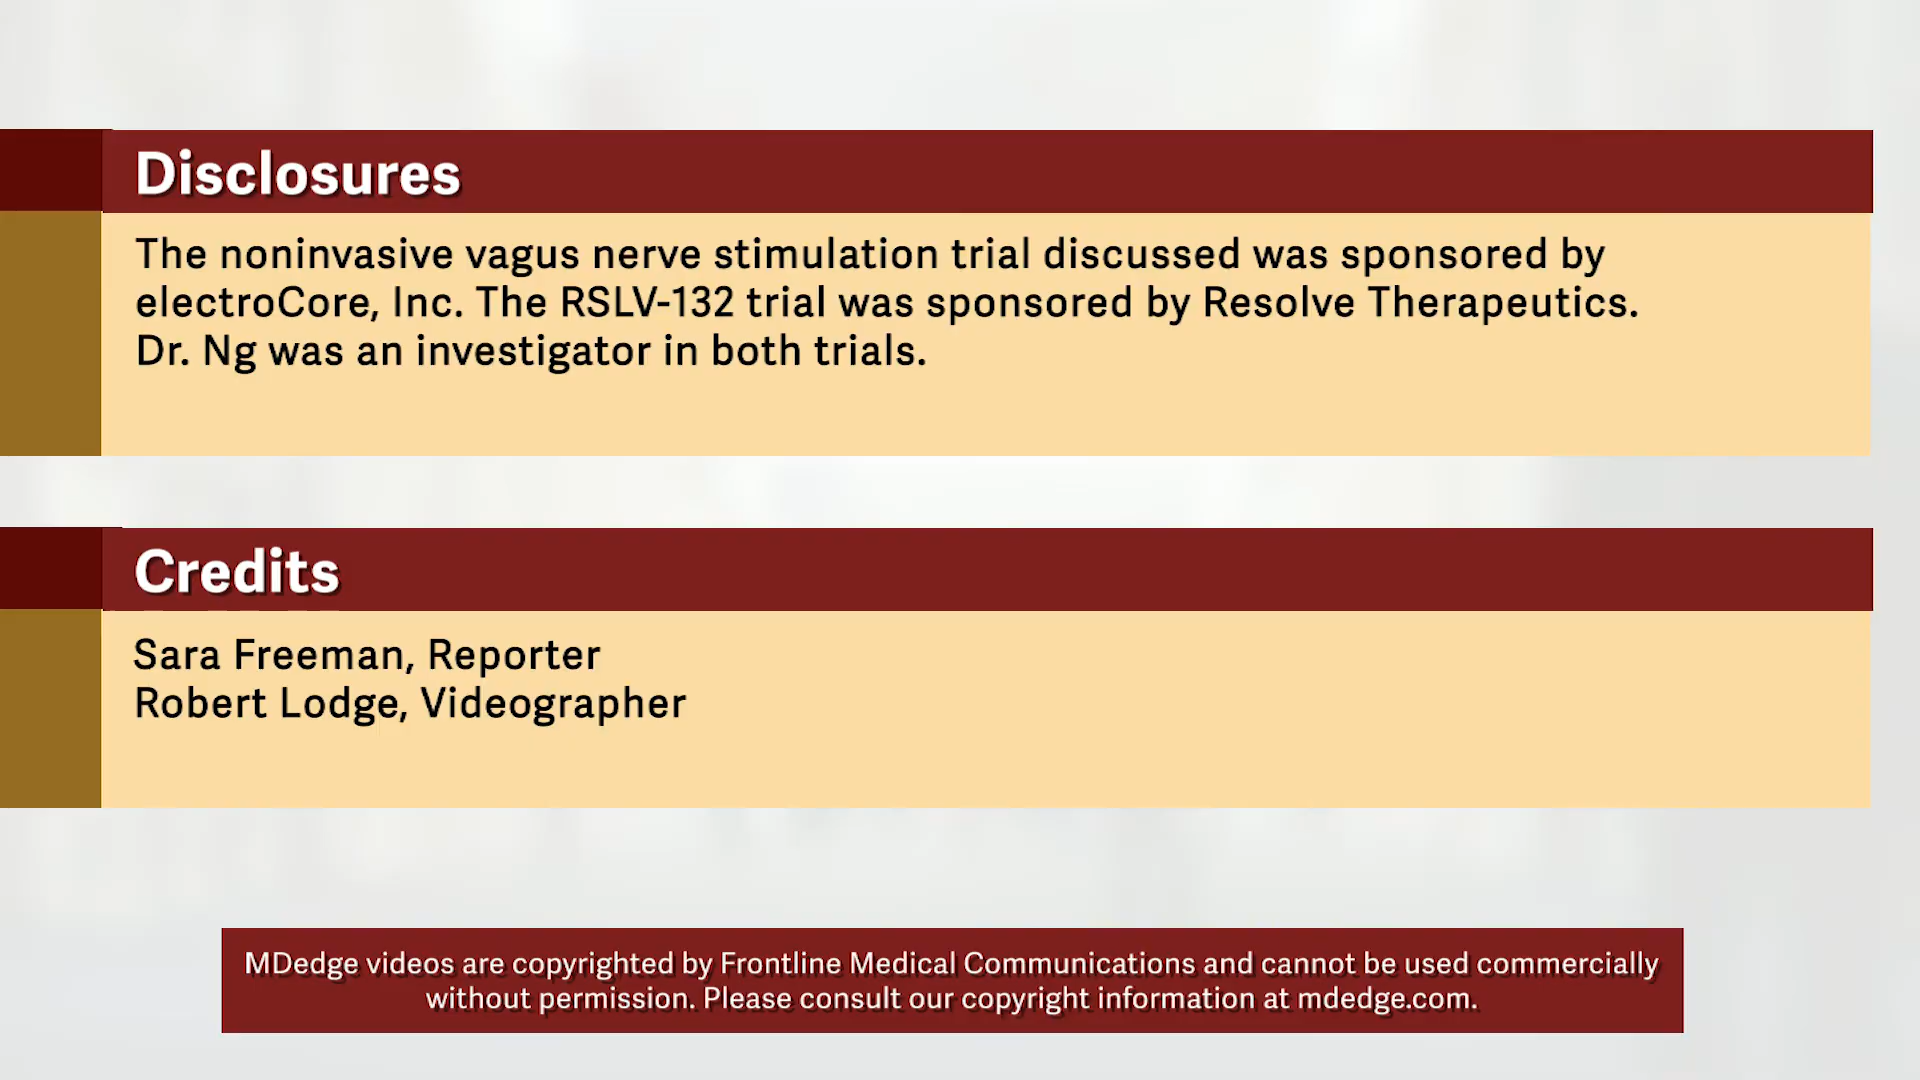 Disclosures
The noninvasive vagus nerve stimulation trial discussed was sponsored by
electroCore, Inc. The RSLV-132 trial was sponsored by Resolve Therapeutics.
Dr. Ng was an investigator in both trials.
Credits
Sara Freeman, Reporter
Robert Lodge, Videographer
MDedge videos are copyrighted by Frontline Medical Communications and cannot be used commercially
without permission. Please consult our copyright information at mdedge.com.